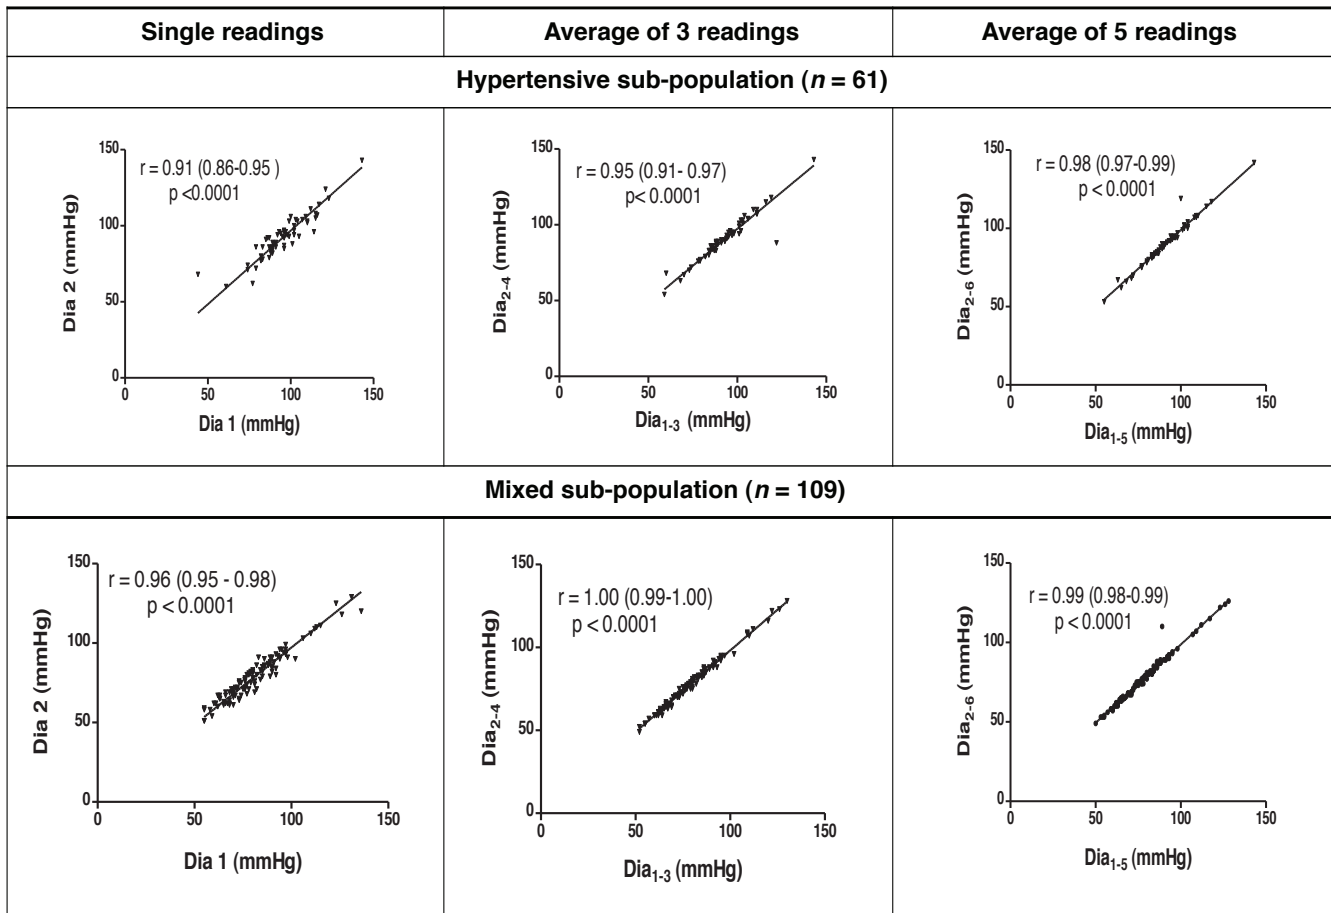 Single readings
Average of 3 readings
Average of 5 readings
Hypertensive sub-population (n = 61)
r = 0.91 (0.86-0.95 )
p <0.0001
Dia 2 (mmHg)
150
100
50
0
0
50
100
150
Dia 1 (mmHg)
r = 0.95 (0.91- 0.97)
p< 0.0001
Dia2-4 (mmHg)
150
100
50
0
0
50
100
150
Dia1-3 (mmHg)
r = 0.98 (0.97-0.99)
p < 0.0001
Dia2-6 (mmHg)
150
100
50
0
0
50
100
150
Dia1-5 (mmHg)
Mixed sub-population (n = 109)
r = 0.96 (0.95 - 0.98)
p < 0.0001
Dia 2 (mmHg)
150
100
50
0
0
50
100
150
Dia 1 (mmHg)
r = 1.00 (0.99-1.00)
p < 0.0001
Dia2-4 (mmHg)
150
100
50
0
0
50
100
150
Dia1-3 (mmHg)
r = 0.99 (0.98-0.99)
p < 0.0001
Dia2-6 (mmHg)
150
100
50
0
0
50
100
150
Dia1-5 (mmHg)